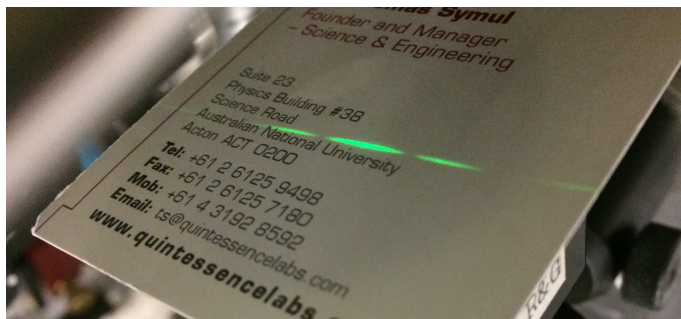 mas Symul
Founder and Manager
– Science & Engineering
Suite 23
Physics Building #38
Science Road
Australian National University
Acton ACT 0200
Tel: +61 2 6125 9498
Fax: +61 2 6125 7180
Mob: +61 4 3192 8592
Email: ts@quintessencelabs.com
www.quintessencelabs.
R&G